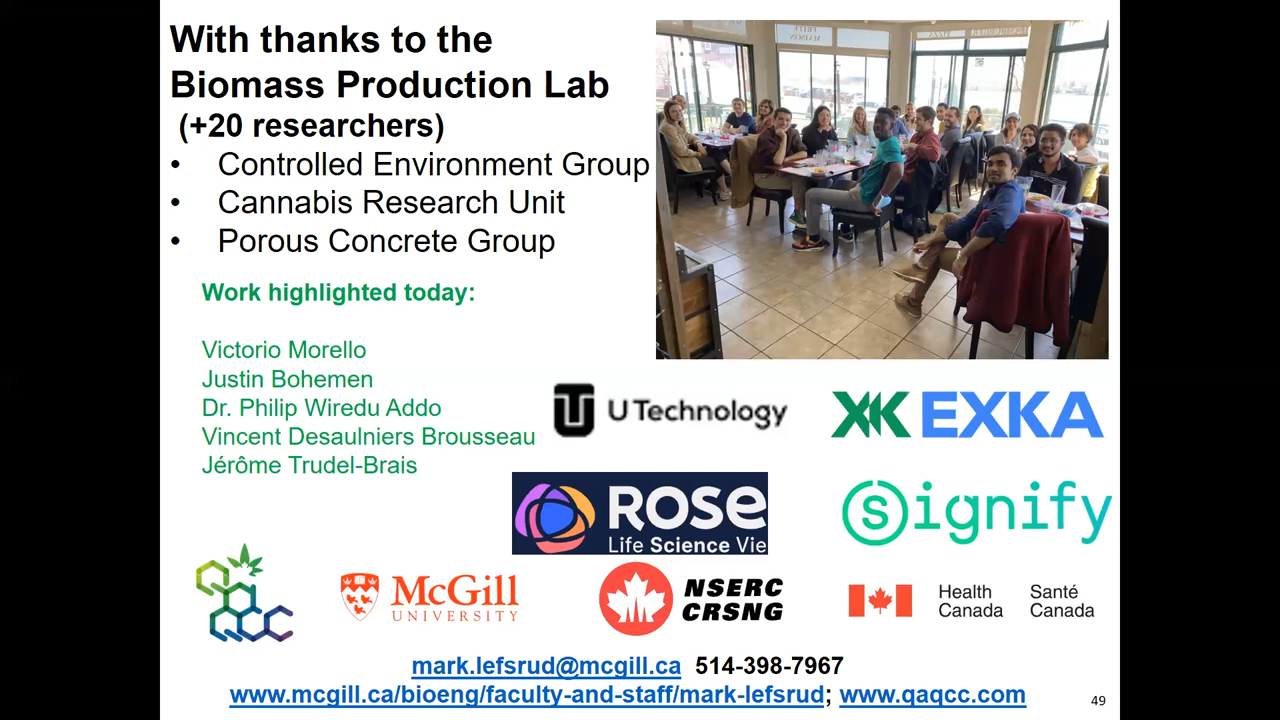 With thanks to the
Biomass Production Lab
(+20 researchers)
• Controlled Environment Group
• Cannabis Research Unit
• Porous Concrete Group
Work highlighted today:
Victorio Morello
Justin Bohemen
Dr. Philip Wiredu Addo
Vincent Desaulniers Brousseau
Jérôme Trudel-Brais
U Technology
EXKA
ROSE
Life Science Vie
signify
QAQCC
McGill
UNIVERSITY
NSERC
CRSNG
Health Canada
Santé Canada
mark.lefsrud@mcgill.ca 514-398-7967
www.mcgill.ca/bioeng/faculty-and-staff/mark-lefsrud; www.qaqcc.com
49